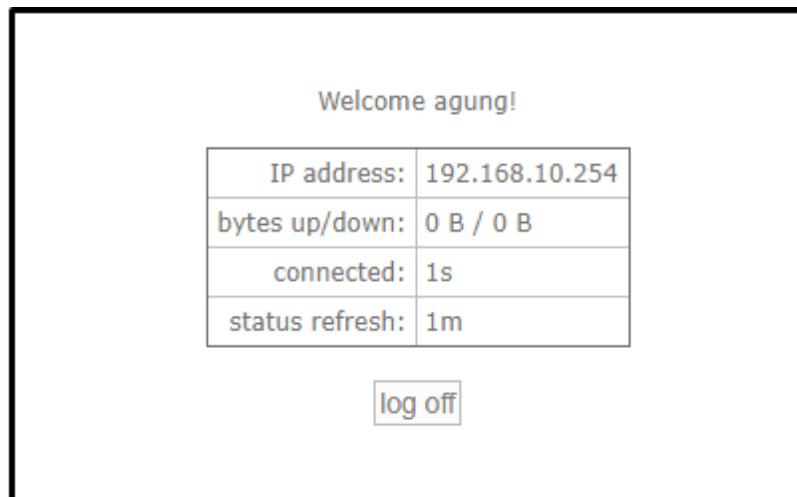 Welcome agung!
IP address: 192.168.10.254
bytes up/down: 0 B / 0 B
connected: 1s
status refresh: 1m
log off